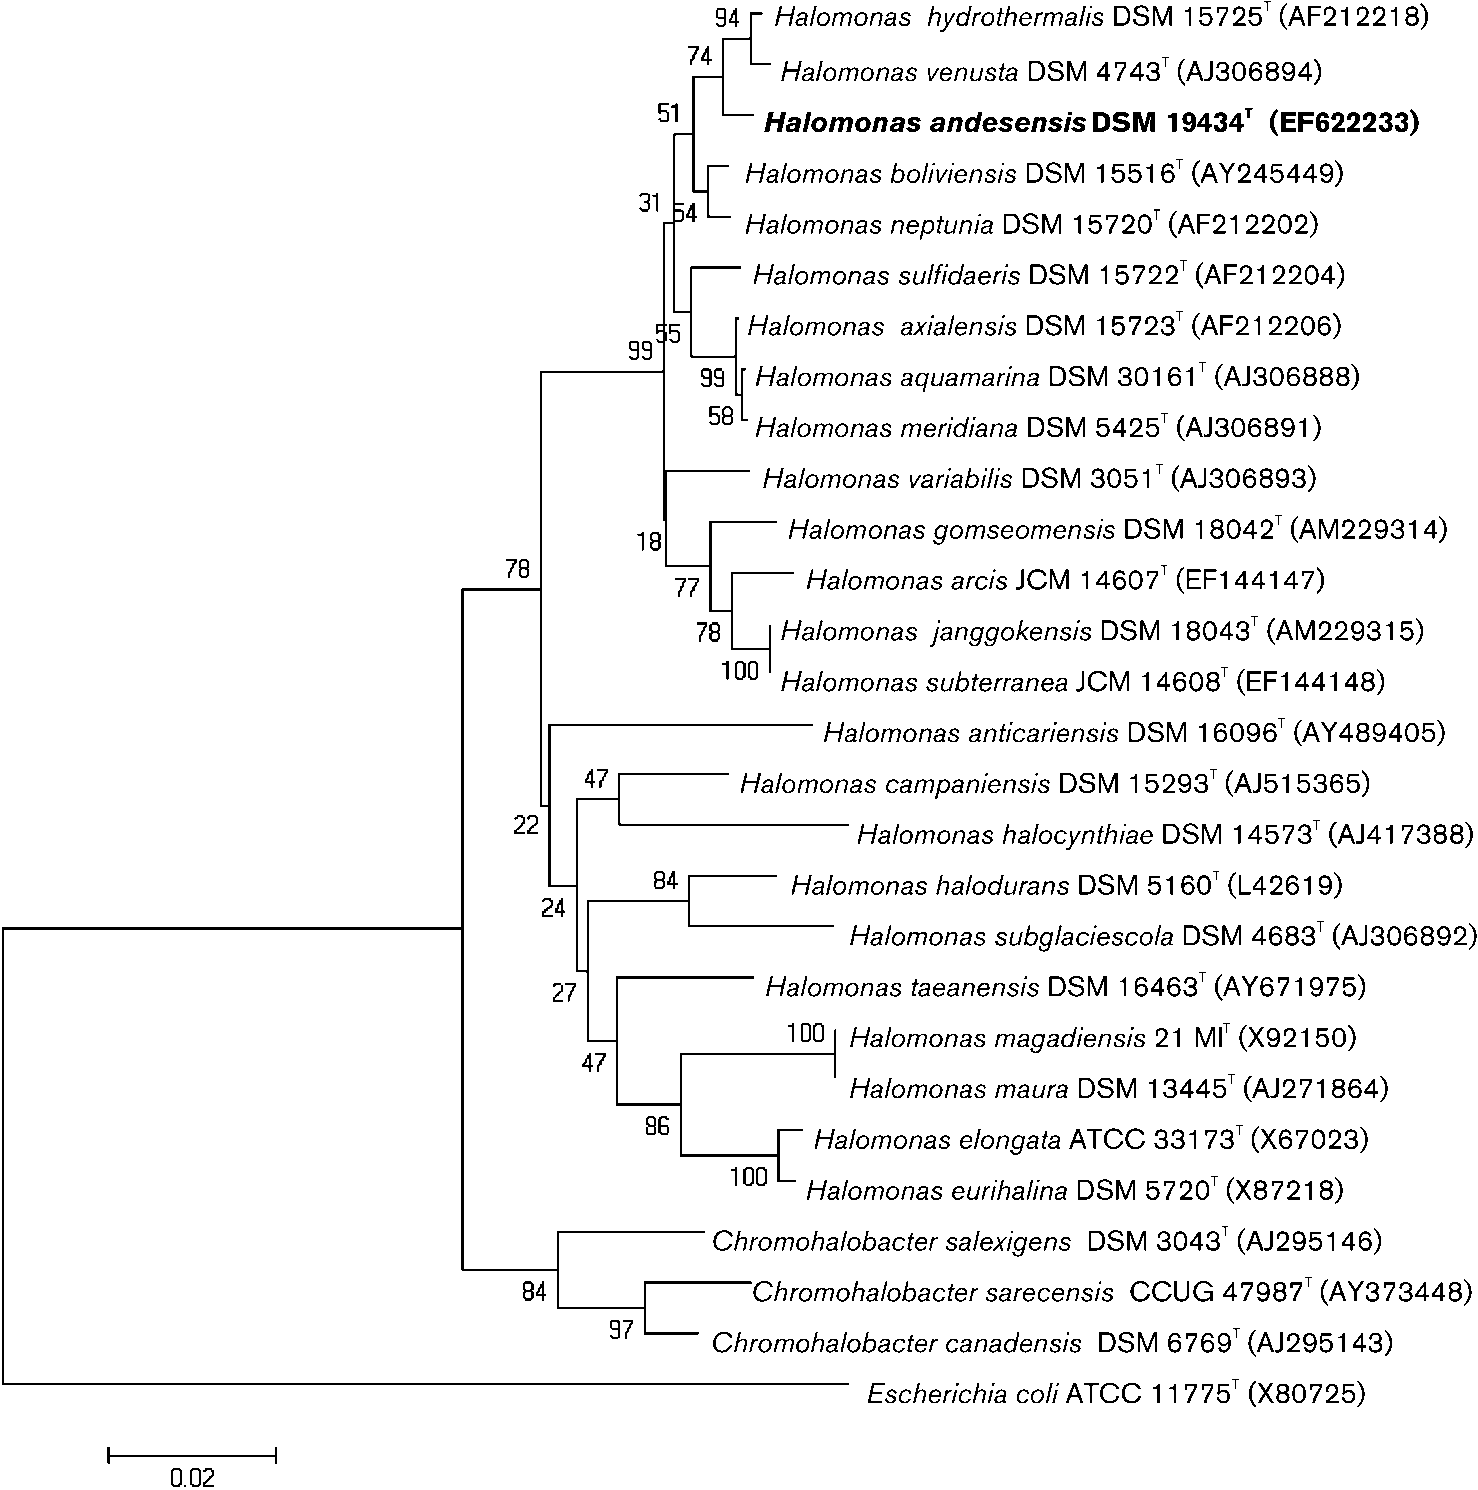 94
Halomonas hydrothermalis DSM 15725ᵀ (AF212218)
74
Halomonas venusta DSM 4743ᵀ (AJ306894)
51
Halomonas andesensis DSM 19434ᵀ (EF622233)
Halomonas boliviensis DSM 15516ᵀ (AY245449)
31
54
Halomonas neptunia DSM 15720ᵀ (AF212202)
Halomonas sulfidaeris DSM 15722ᵀ (AF212204)
55
Halomonas axialensis DSM 15723ᵀ (AF212206)
99
99
Halomonas aquamarina DSM 30161ᵀ (AJ306888)
58
Halomonas meridiana DSM 5425ᵀ (AJ306891)
Halomonas variabilis DSM 3051ᵀ (AJ306893)
18
Halomonas gomseomensis DSM 18042ᵀ (AM229314)
78
77
Halomonas arcis JCM 14607ᵀ (EF144147)
78
Halomonas janggokensis DSM 18043ᵀ (AM229315)
100
Halomonas subterranea JCM 14608ᵀ (EF144148)
Halomonas anticariensis DSM 16096ᵀ (AY489405)
47
Halomonas campaniensis DSM 15293ᵀ (AJ515365)
22
Halomonas halocynthiae DSM 14573ᵀ (AJ417388)
84
Halomonas halodurans DSM 5160ᵀ (L42619)
24
Halomonas subglaciescola DSM 4683ᵀ (AJ306892)
27
Halomonas taeanensis DSM 16463ᵀ (AY671975)
100
Halomonas magadiensis 21 MIᵀ (X92150)
47
Halomonas maura DSM 13445ᵀ (AJ271864)
86
Halomonas elongata ATCC 33173ᵀ (X67023)
100
Halomonas eurihalina DSM 5720ᵀ (X87218)
Chromohalobacter salexigens DSM 3043ᵀ (AJ295146)
84
Chromohalobacter sarecensis CCUG 47987ᵀ (AY373448)
97
Chromohalobacter canadensis DSM 6769ᵀ (AJ295143)
Escherichia coli ATCC 11775ᵀ (X80725)
0.02